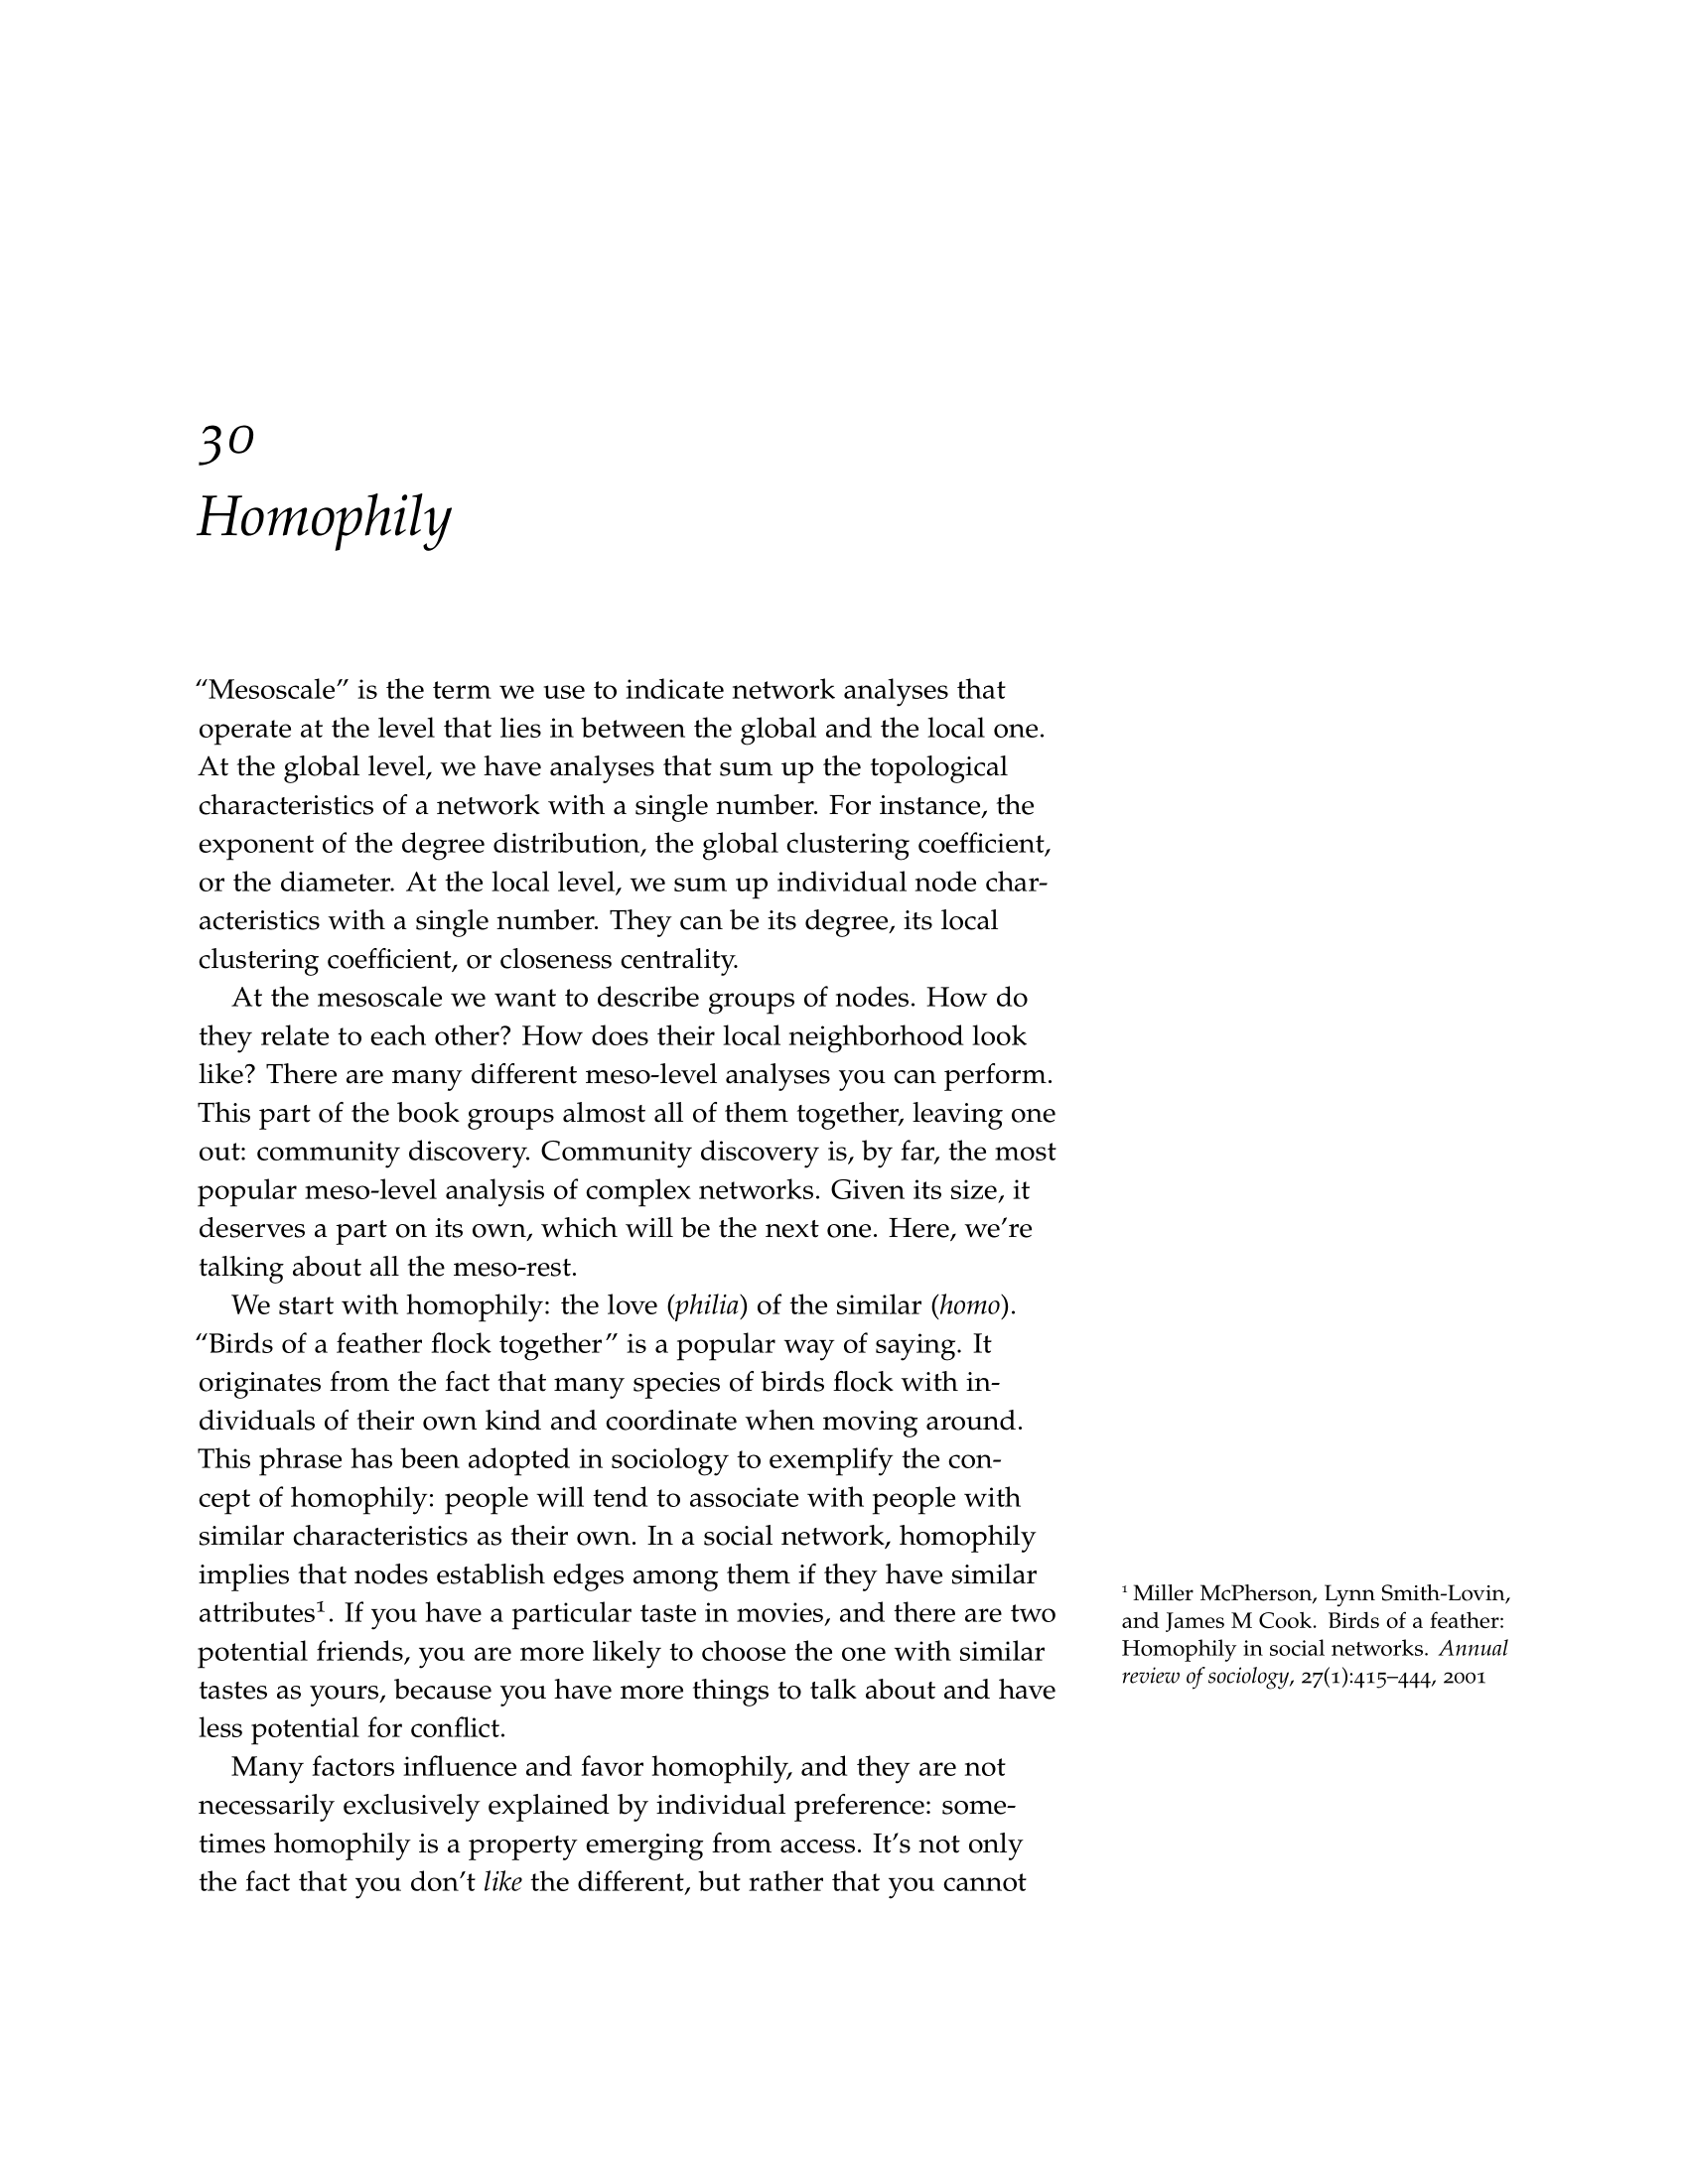 30
Homophily
“Mesoscale” is the term we use to indicate network analyses that
operate at the level that lies in between the global and the local one.
At the global level, we have analyses that sum up the topological
characteristics of a network with a single number. For instance, the
exponent of the degree distribution, the global clustering coefficient,
or the diameter. At the local level, we sum up individual node char-
acteristics with a single number. They can be its degree, its local
clustering coefficient, or closeness centrality.
At the mesoscale we want to describe groups of nodes. How do
they relate to each other? How does their local neighborhood look
like? There are many different meso-level analyses you can perform.
This part of the book groups almost all of them together, leaving one
out: community discovery. Community discovery is, by far, the most
popular meso-level analysis of complex networks. Given its size, it
deserves a part on its own, which will be the next one. Here, we’re
talking about all the meso-rest.
We start with homophily: the love (philia) of the similar (homo).
“Birds of a feather flock together” is a popular way of saying. It
originates from the fact that many species of birds flock with in-
dividuals of their own kind and coordinate when moving around.
This phrase has been adopted in sociology to exemplify the con-
cept of homophily: people will tend to associate with people with
similar characteristics as their own. In a social network, homophily
implies that nodes establish edges among them if they have similar
attributes¹. If you have a particular taste in movies, and there are two
potential friends, you are more likely to choose the one with similar
tastes as yours, because you have more things to talk about and have
less potential for conflict.
Many factors influence and favor homophily, and they are not
necessarily exclusively explained by individual preference: some-
times homophily is a property emerging from access. It’s not only
the fact that you don’t like the different, but rather that you cannot
¹ Miller McPherson, Lynn Smith-Lovin,
and James M Cook. Birds of a feather:
Homophily in social networks. Annual
review of sociology, 27(1):415–444, 2001